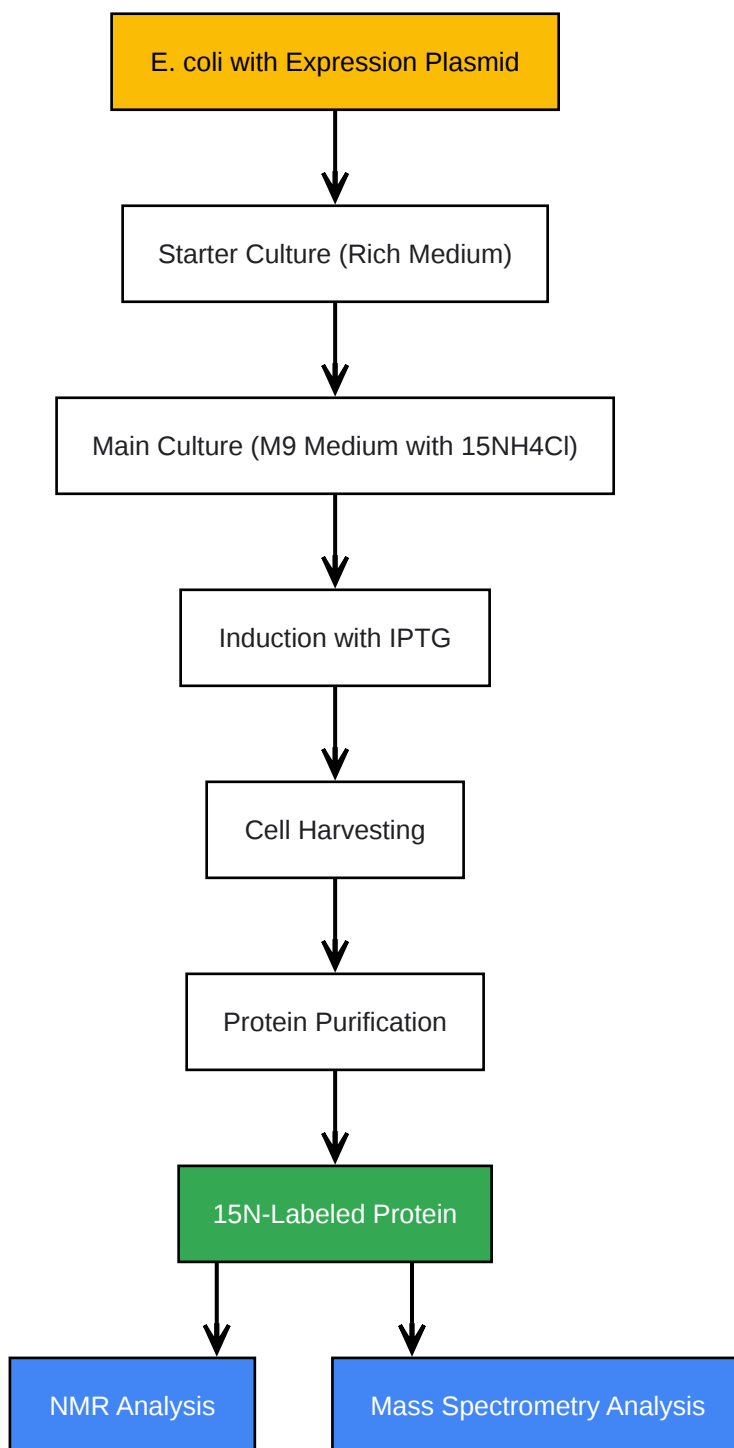 E. coli with Expression Plasmid
Starter Culture (Rich Medium)
Main Culture (M9 Medium with 15NH4Cl)
Induction with IPTG
Cell Harvesting
Protein Purification
15N-Labeled Protein
NMR Analysis
Mass Spectrometry Analysis